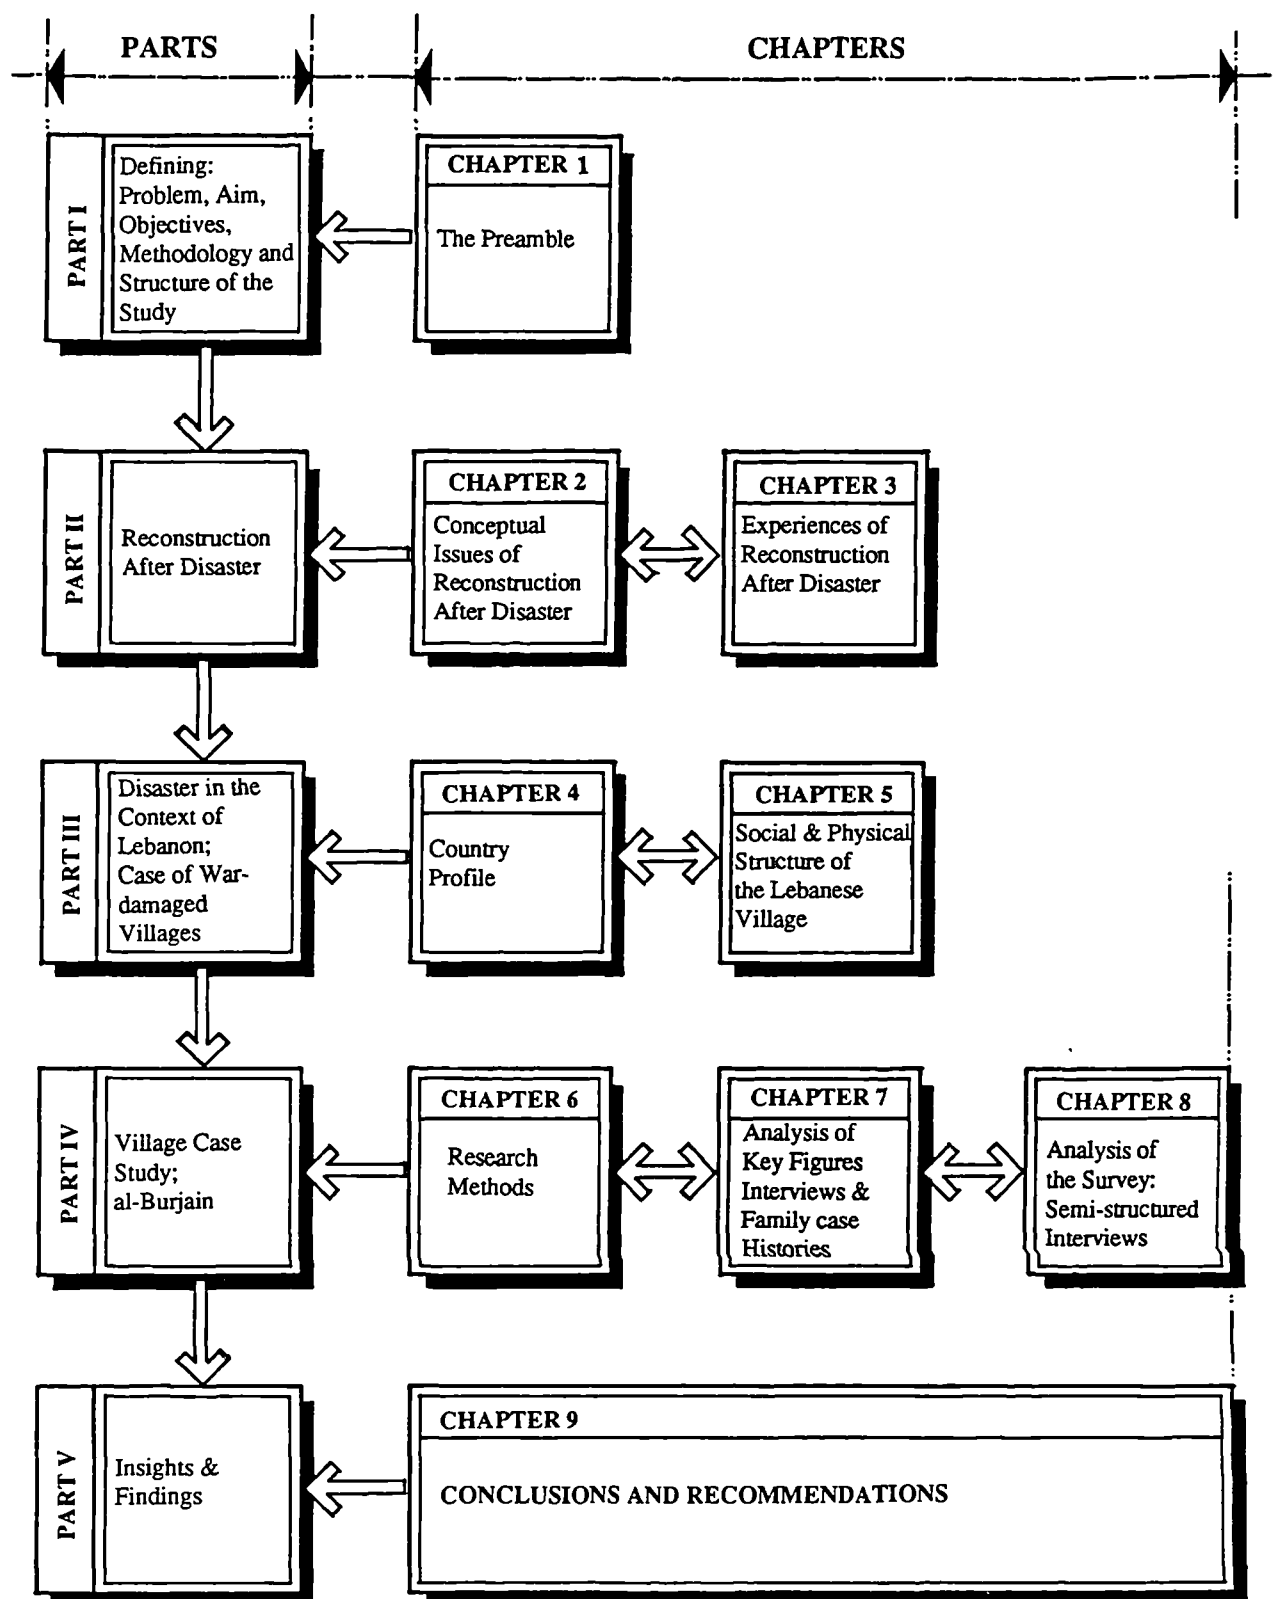 PARTS
CHAPTERS
PART I
Defining:
Problem, Aim,
Objectives,
Methodology and
Structure of the
Study
CHAPTER 1
The Preamble
PART II
Reconstruction
After Disaster
CHAPTER 2
Conceptual
Issues of
Reconstruction
After Disaster
CHAPTER 3
Experiences of
Reconstruction
After Disaster
PART III
Disaster in the
Context of
Lebanon;
Case of War-
damaged
Villages
CHAPTER 4
Country
Profile
CHAPTER 5
Social & Physical
Structure of
the Lebanese
Village
PART IV
Village Case
Study;
al-Burjain
CHAPTER 6
Research
Methods
CHAPTER 7
Analysis of
Key Figures
Interviews &
Family case
Histories
CHAPTER 8
Analysis of
the Survey:
Semi-structured
Interviews
PART V
Insights &
Findings
CHAPTER 9
CONCLUSIONS AND RECOMMENDATIONS